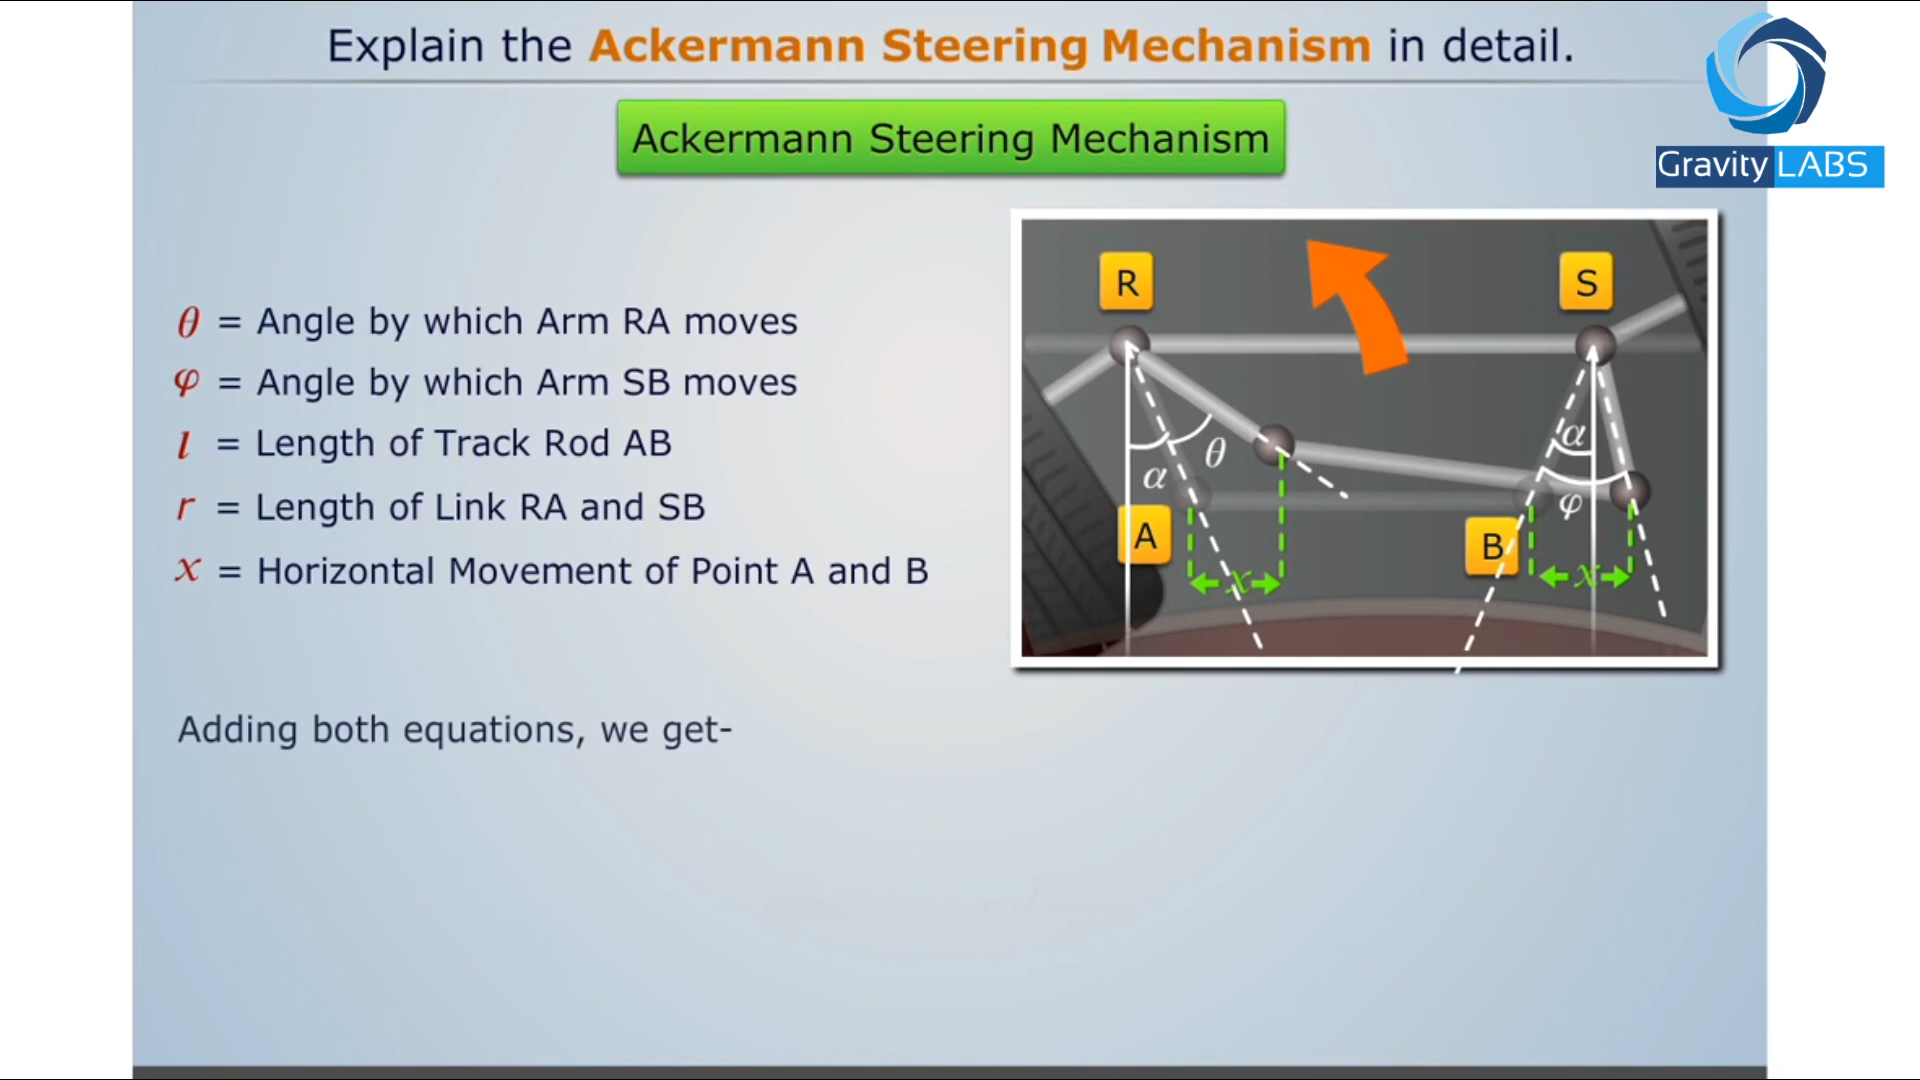 Explain the Ackermann Steering Mechanism in detail.
Gravity LABS
Ackermann Steering Mechanism
θ = Angle by which Arm RA moves
φ = Angle by which Arm SB moves
l = Length of Track Rod AB
r = Length of Link RA and SB
x = Horizontal Movement of Point A and B
R
S
α
θ
α
φ
A
B
x
x
Adding both equations, we get-